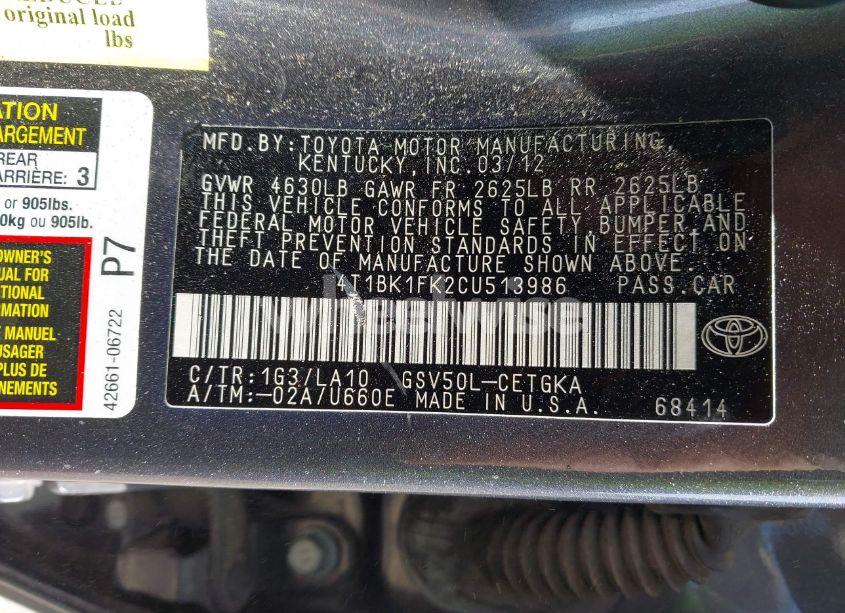 original load
lbs
ATION
ARGEMENT
REAR
ARRIÈRE: 3
or 905lbs.
0kg ou 905lb.
OWNER'S
UAL FOR
TIONAL
RMATION
E MANUEL
USAGER
PLUS DE
GNEMENTS
P7
42661-06722
MFD.BY:TOYOTA MOTOR MANUFACTURING,
KENTUCKY,INC.03/12
GVWR 4630LB GAWR FR 2625LB RR 2625LB
THIS VEHICLE CONFORMS TO ALL APPLICABLE
FEDERAL MOTOR VEHICLE SAFETY,BUMPER,AND
THEFT PREVENTION STANDARDS IN EFFECT ON
THE DATE OF MANUFACTURE SHOWN ABOVE.
4T1BK1FK2CU513986 PASS.CAR
wheelwise
C/TR:1G3/LA10 GSV50L-CETGKA
A/TM:-02A/U660E MADE IN U.S.A. 68414